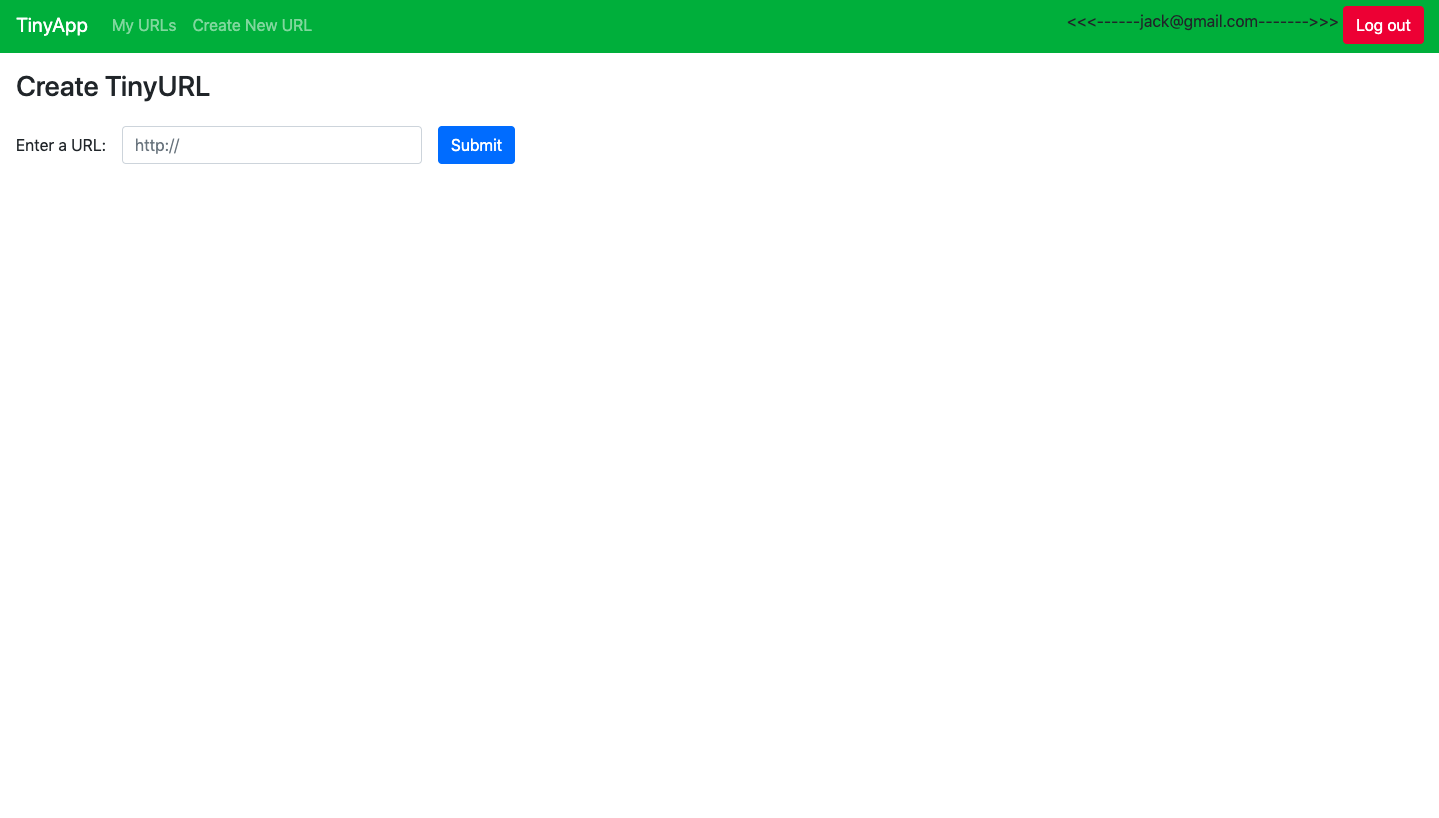 TinyApp My URLs Create New URL <<<------jack@gmail.com------->>> Log out
Create TinyURL
Enter a URL: http:// Submit